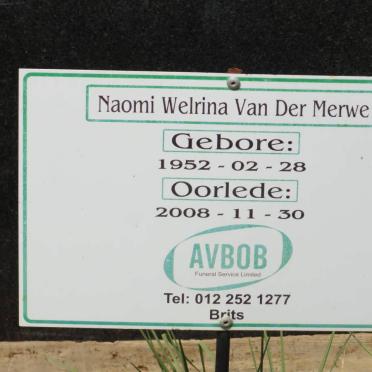 Naomi Welrina Van Der Merwe
Gebore:
1952 - 02 - 28
Oorlede:
2008 - 11 - 30
AVBOB
Funeral Service Limited
Tel: 012 252 1277
Brits